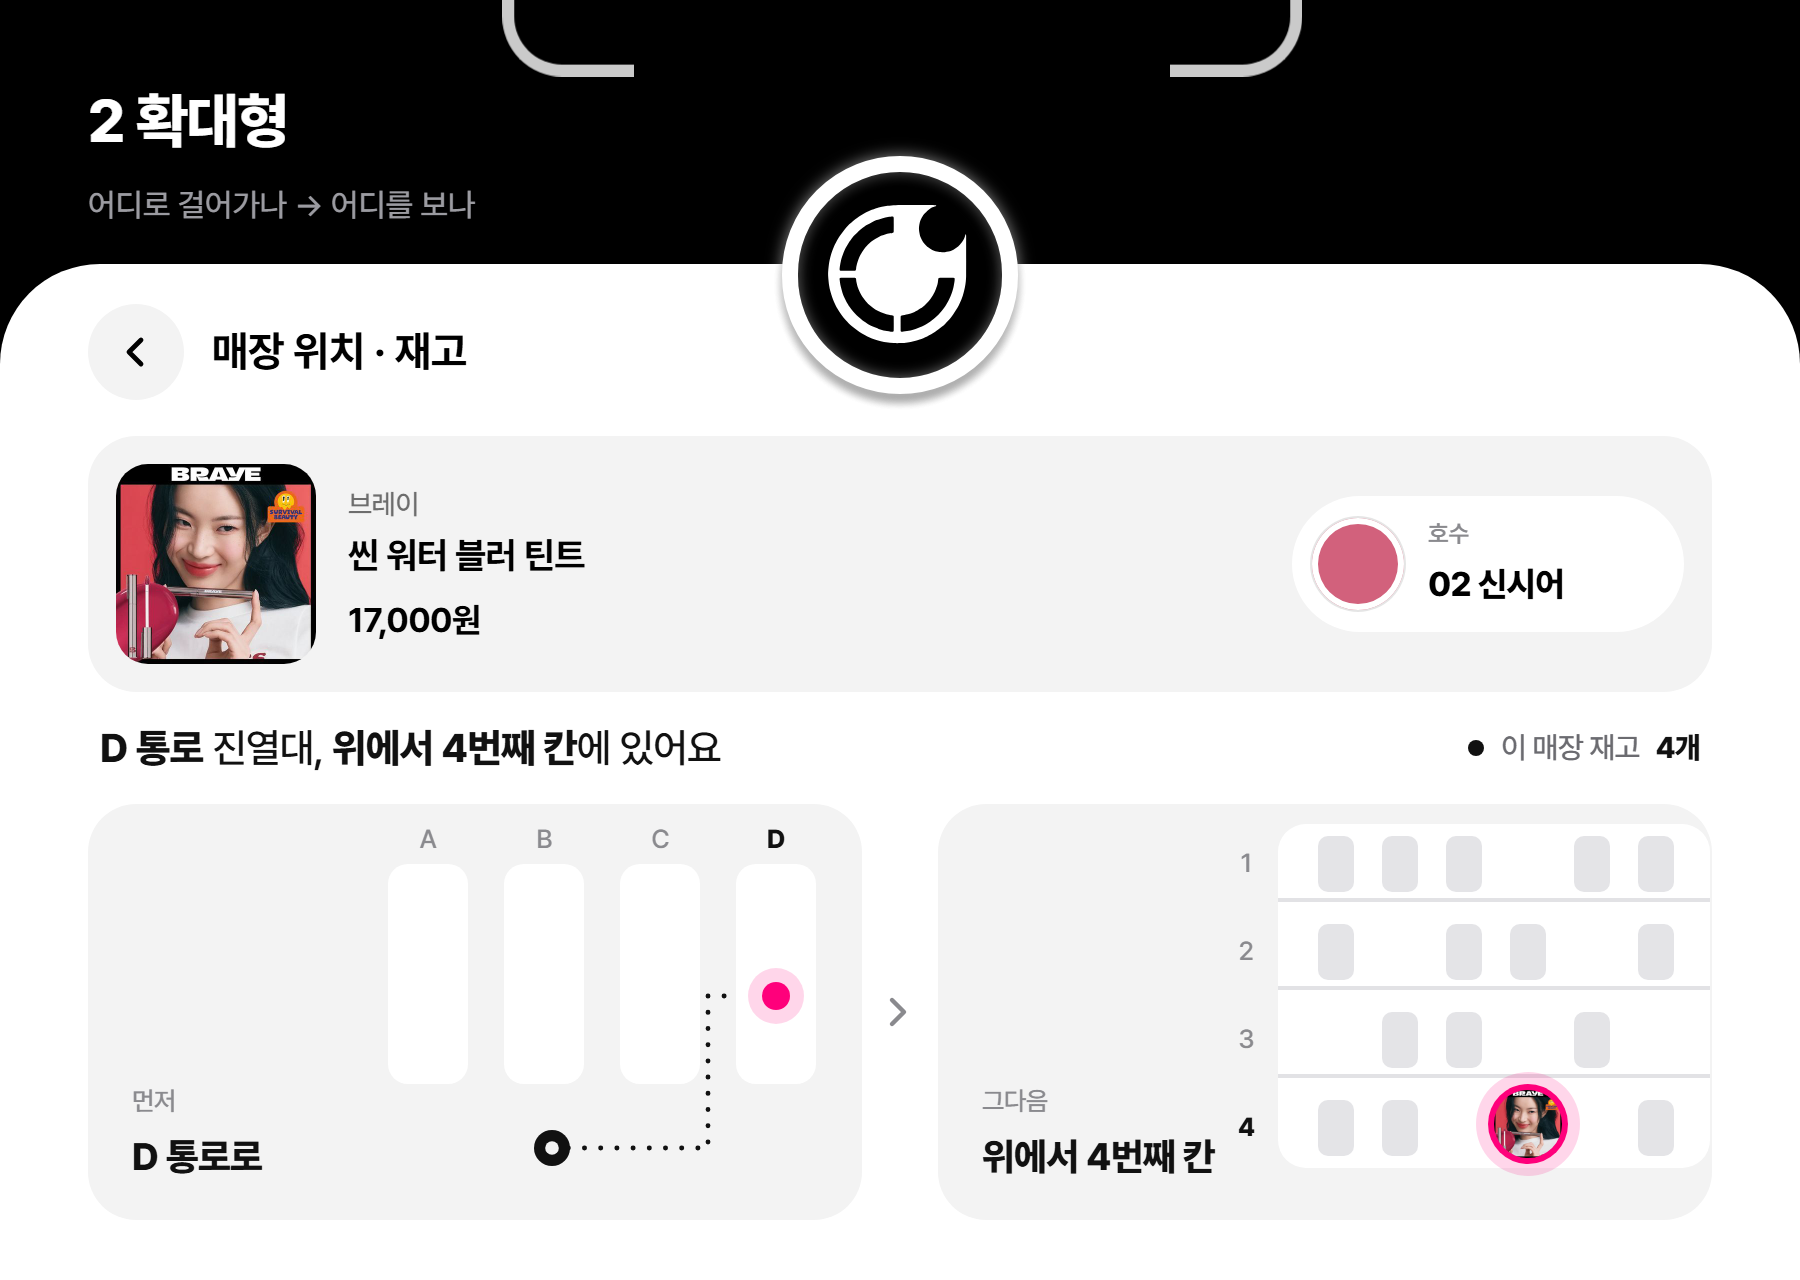 2 확대형
어디로 걸어가나 → 어디를 보나
매장 위치 · 재고
BRAYE
SURVIVAL
BEAUTY
브레이
씬 워터 블러 틴트
17,000원
호수
02 신시어
D 통로 진열대, 위에서 4번째 칸에 있어요
이 매장 재고 4개
A B C D
먼저
D 통로로
1
2
3
4
그다음
위에서 4번째 칸
BRAYE